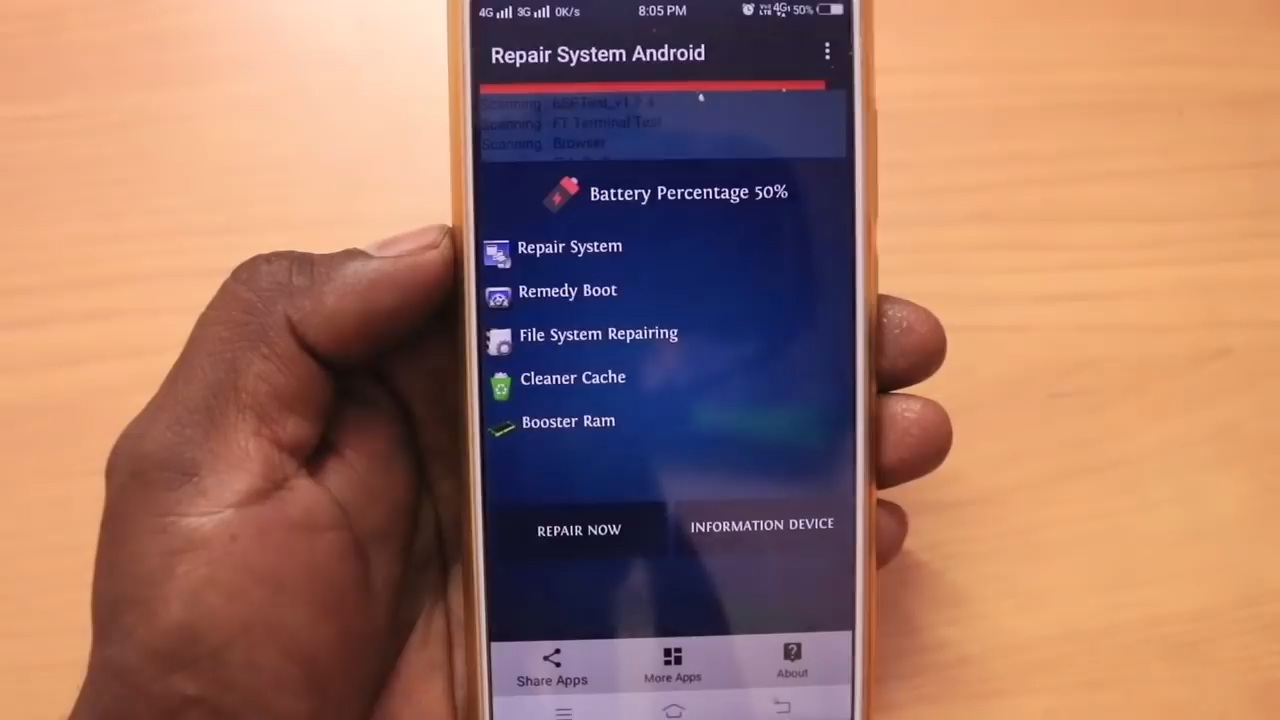 4G 3G 0K/s 8:05 PM 4G 50%
Repair System Android
Scanning
Scanning : FT Terminal Test
Scanning : Browser
Battery Percentage 50%
Repair System
Remedy Boot
File System Repairing
Cleaner Cache
Booster Ram
REPAIR NOW
INFORMATION DEVICE
Share Apps
More Apps
About